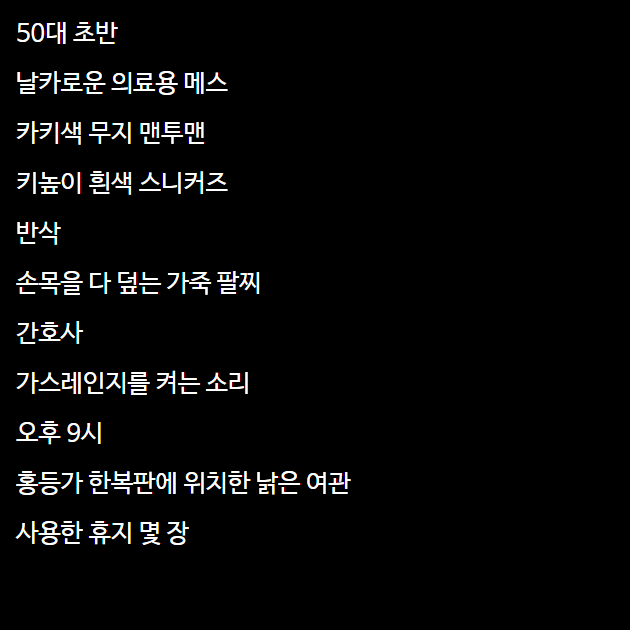 50대 초반
날카로운 의료용 메스
카키색 무지 맨투맨
키높이 흰색 스니커즈
반삭
손목을 다 덮는 가죽 팔찌
간호사
가스레인지를 켜는 소리
오후 9시
홍등가 한복판에 위치한 낡은 여관
사용한 휴지 몇 장